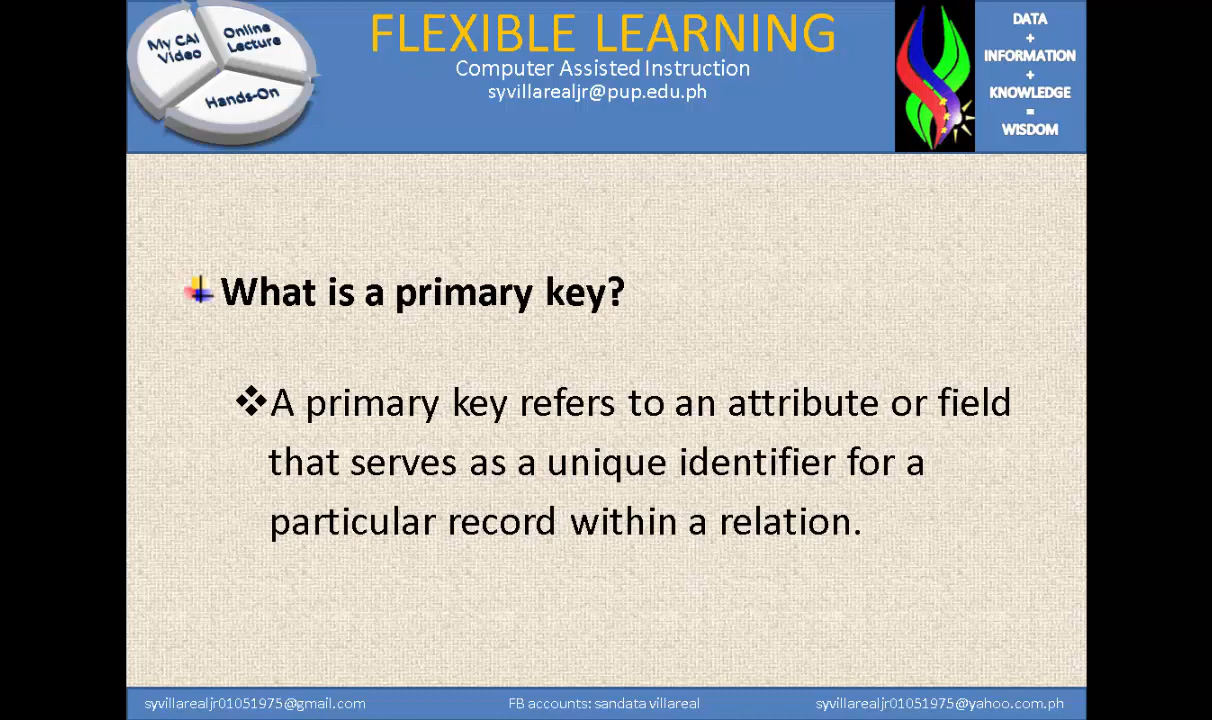 My CAI
Video
Online
Lecture
Hands-On
FLEXIBLE LEARNING
Computer Assisted Instruction
syvillarealjr@pup.edu.ph
DATA
+
INFORMATION
+
KNOWLEDGE
=
WISDOM
What is a primary key?
❖A primary key refers to an attribute or field
that serves as a unique identifier for a
particular record within a relation.
syvillarealjr01051975@gmail.com
FB accounts: sandata villareal
syvillarealjr01051975@yahoo.com.ph